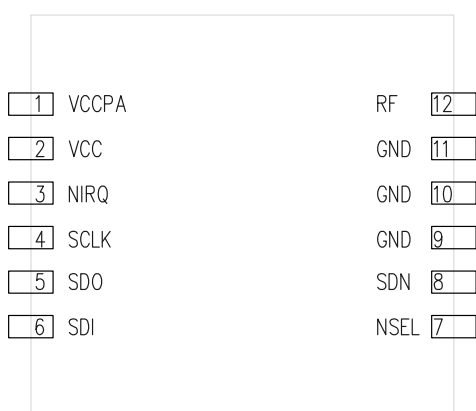 1 VCCPA RF 12
2 VCC GND 11
3 NIRQ GND 10
4 SCLK GND 9
5 SDO SDN 8
6 SDI NSEL 7